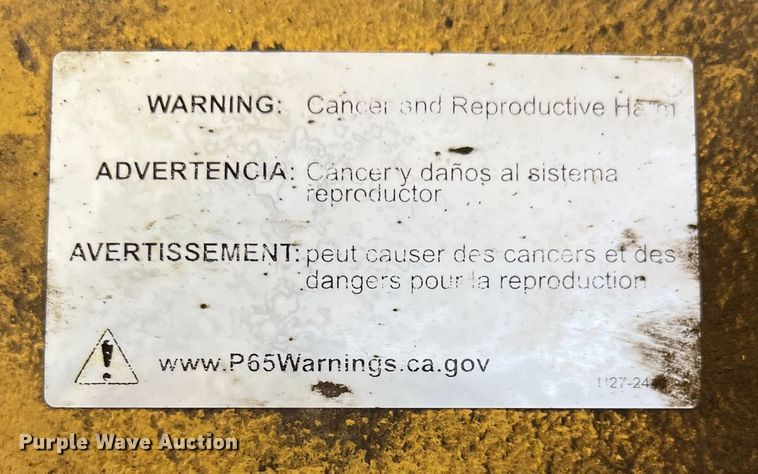 WARNING: Cancer and Reproductive Harm
ADVERTENCIA: Cáncer y daños al sistema
reproductor
AVERTISSEMENT: peut causer des cancers et des
dangers pour la reproduction
www.P65Warnings.ca.gov
Purple Wave Auction